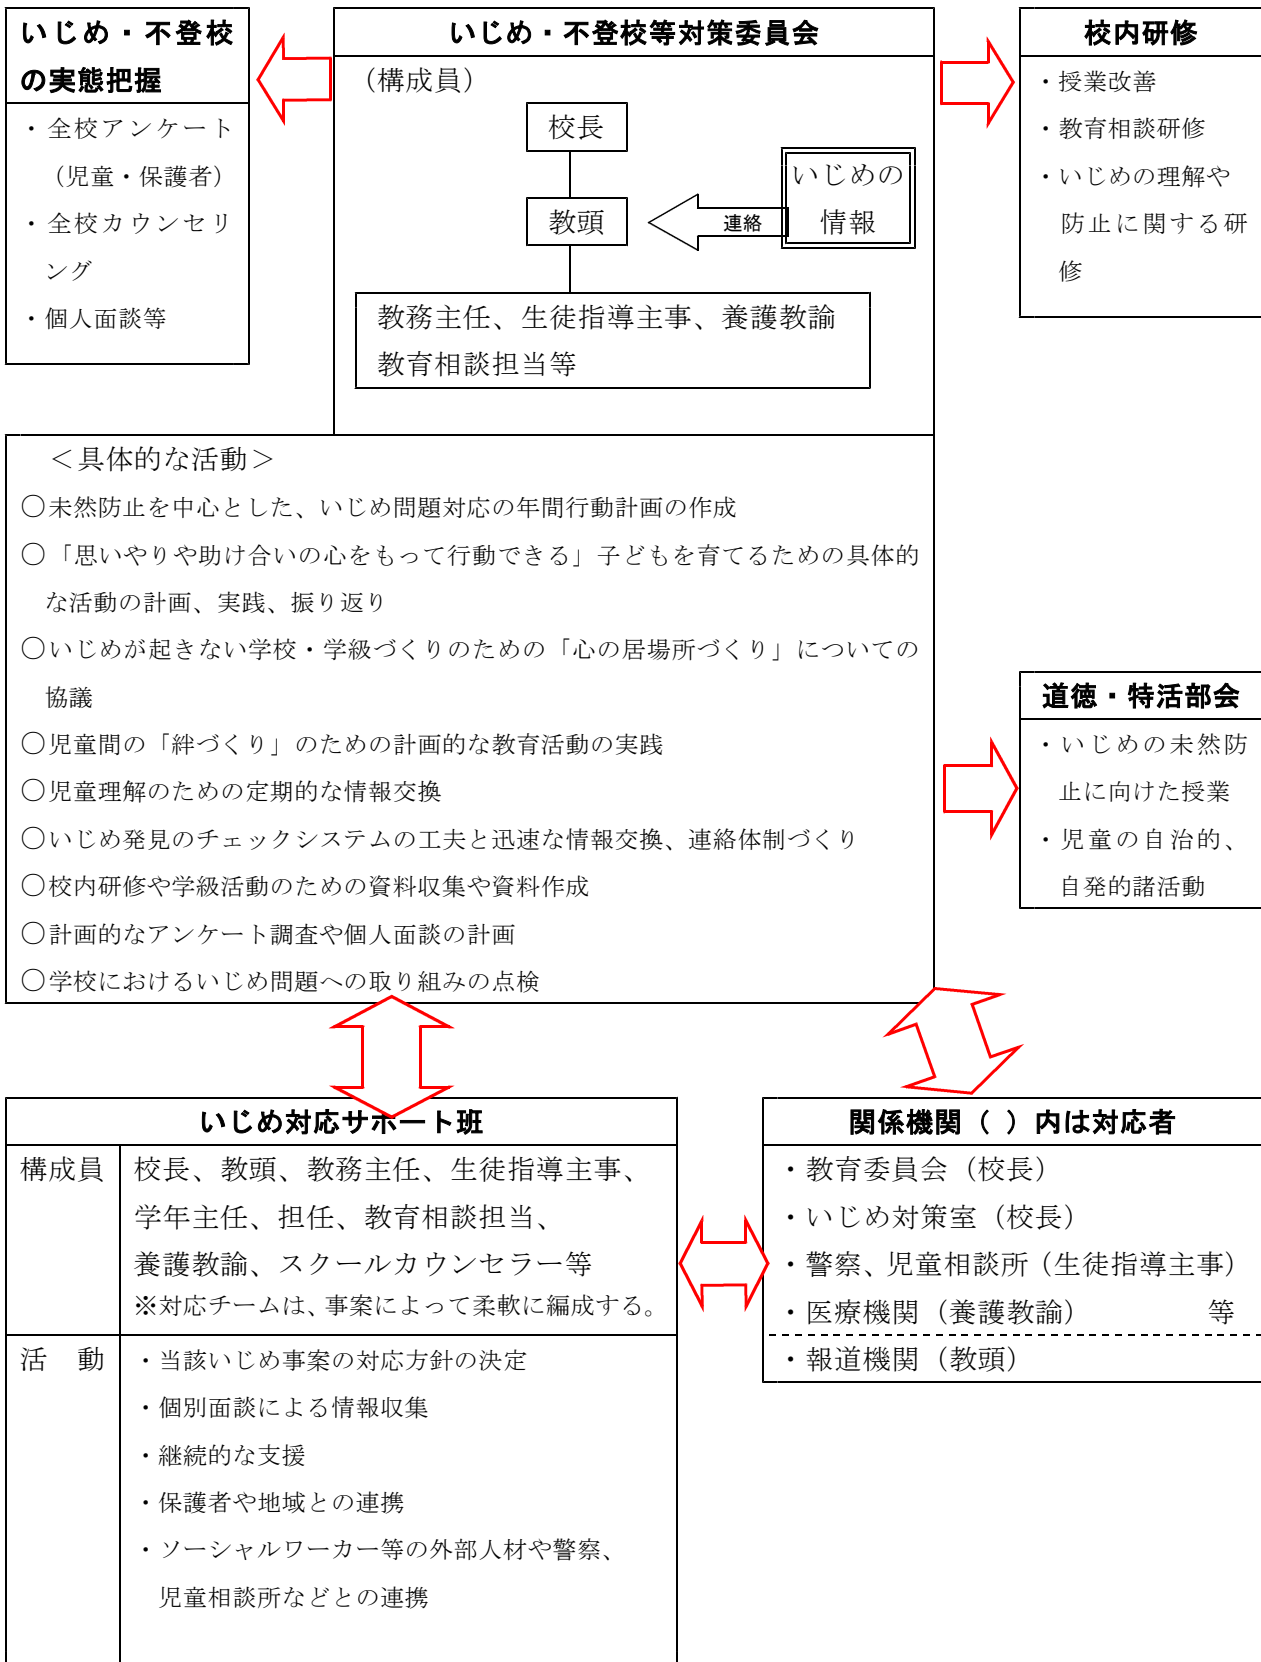 いじめ・不登校
の実態把握
・全校アンケート
（児童・保護者）
・全校カウンセリ
ング
・個人面談等
いじめ・不登校等対策委員会
（構成員）
校長
教頭
連絡
いじめの
情報
教務主任、生徒指導主事、養護教諭
教育相談担当等
校内研修
・授業改善
・教育相談研修
・いじめの理解や
防止に関する研
修
＜具体的な活動＞
○未然防止を中心とした、いじめ問題対応の年間行動計画の作成
○「思いやりや助け合いの心をもって行動できる」子どもを育てるための具体的
な活動の計画、実践、振り返り
○いじめが起きない学校・学級づくりのための「心の居場所づくり」についての
協議
○児童間の「絆づくり」のための計画的な教育活動の実践
○児童理解のための定期的な情報交換
○いじめ発見のチェックシステムの工夫と迅速な情報交換、連絡体制づくり
○校内研修や学級活動のための資料収集や資料作成
○計画的なアンケート調査や個人面談の計画
○学校におけるいじめ問題への取り組みの点検
道徳・特活部会
・いじめの未然防
止に向けた授業
・児童の自治的、
自発的諸活動
いじめ対応サポート班
構成員
校長、教頭、教務主任、生徒指導主事、
学年主任、担任、教育相談担当、
養護教諭、スクールカウンセラー等
※対応チームは、事案によって柔軟に編成する。
活　動
・当該いじめ事案の対応方針の決定
・個別面談による情報収集
・継続的な支援
・保護者や地域との連携
・ソーシャルワーカー等の外部人材や警察、
児童相談所などとの連携
関係機関（ ）内は対応者
・教育委員会（校長）
・いじめ対策室（校長）
・警察、児童相談所（生徒指導主事）
・医療機関（養護教諭）　　　　等
・報道機関（教頭）